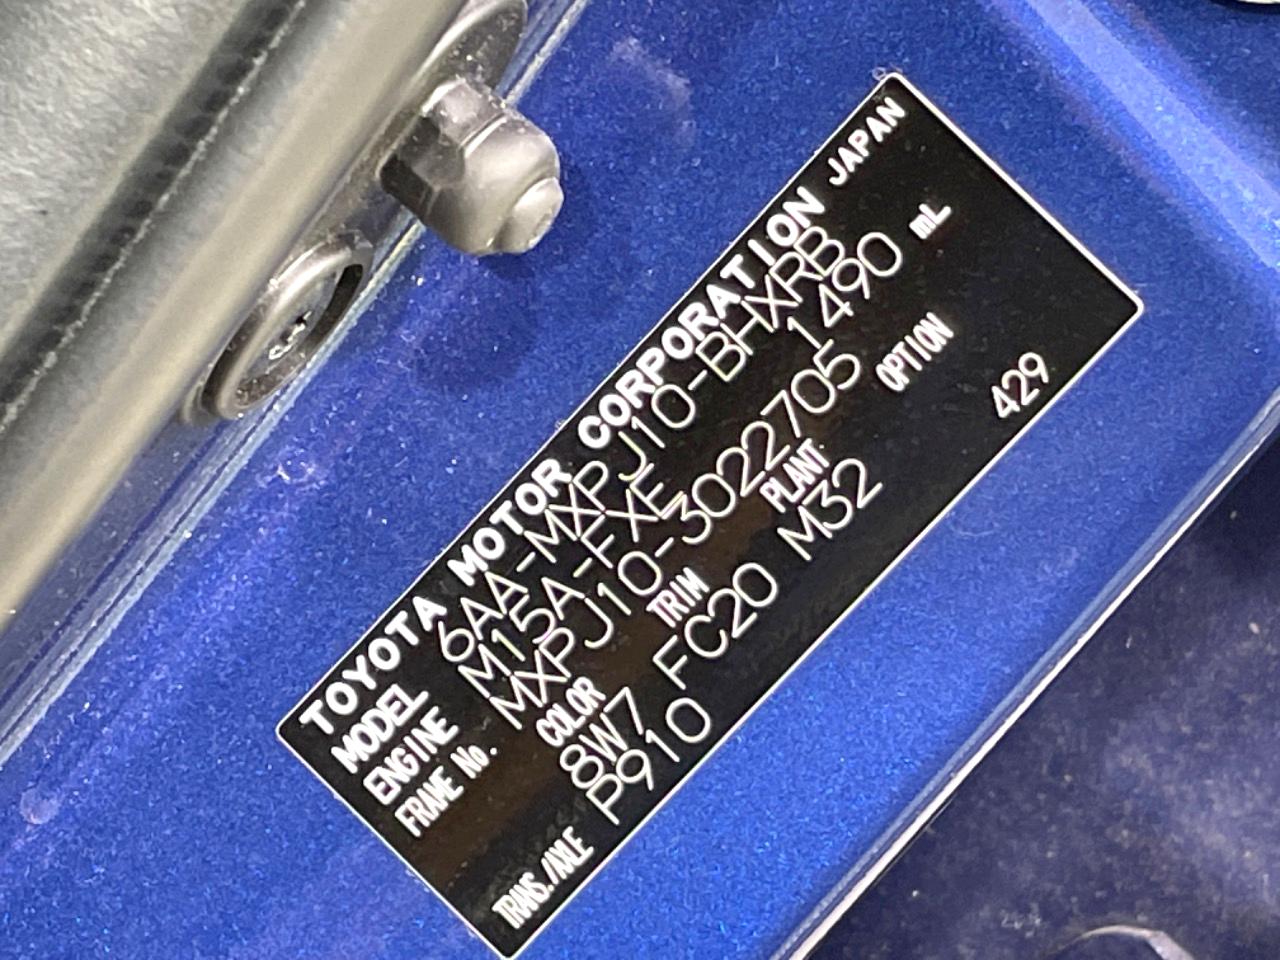 TOYOTA MOTOR CORPORATION JAPAN
MODEL 6AA-MXPJ10-BHXRB
ENGINE M15A-FXE 1490 mL
FRAME No. MXPJ10-3022705
COLOR TRIM PLANT OPTION
8W7 FC20 M32
TRANS./AXLE P910 429